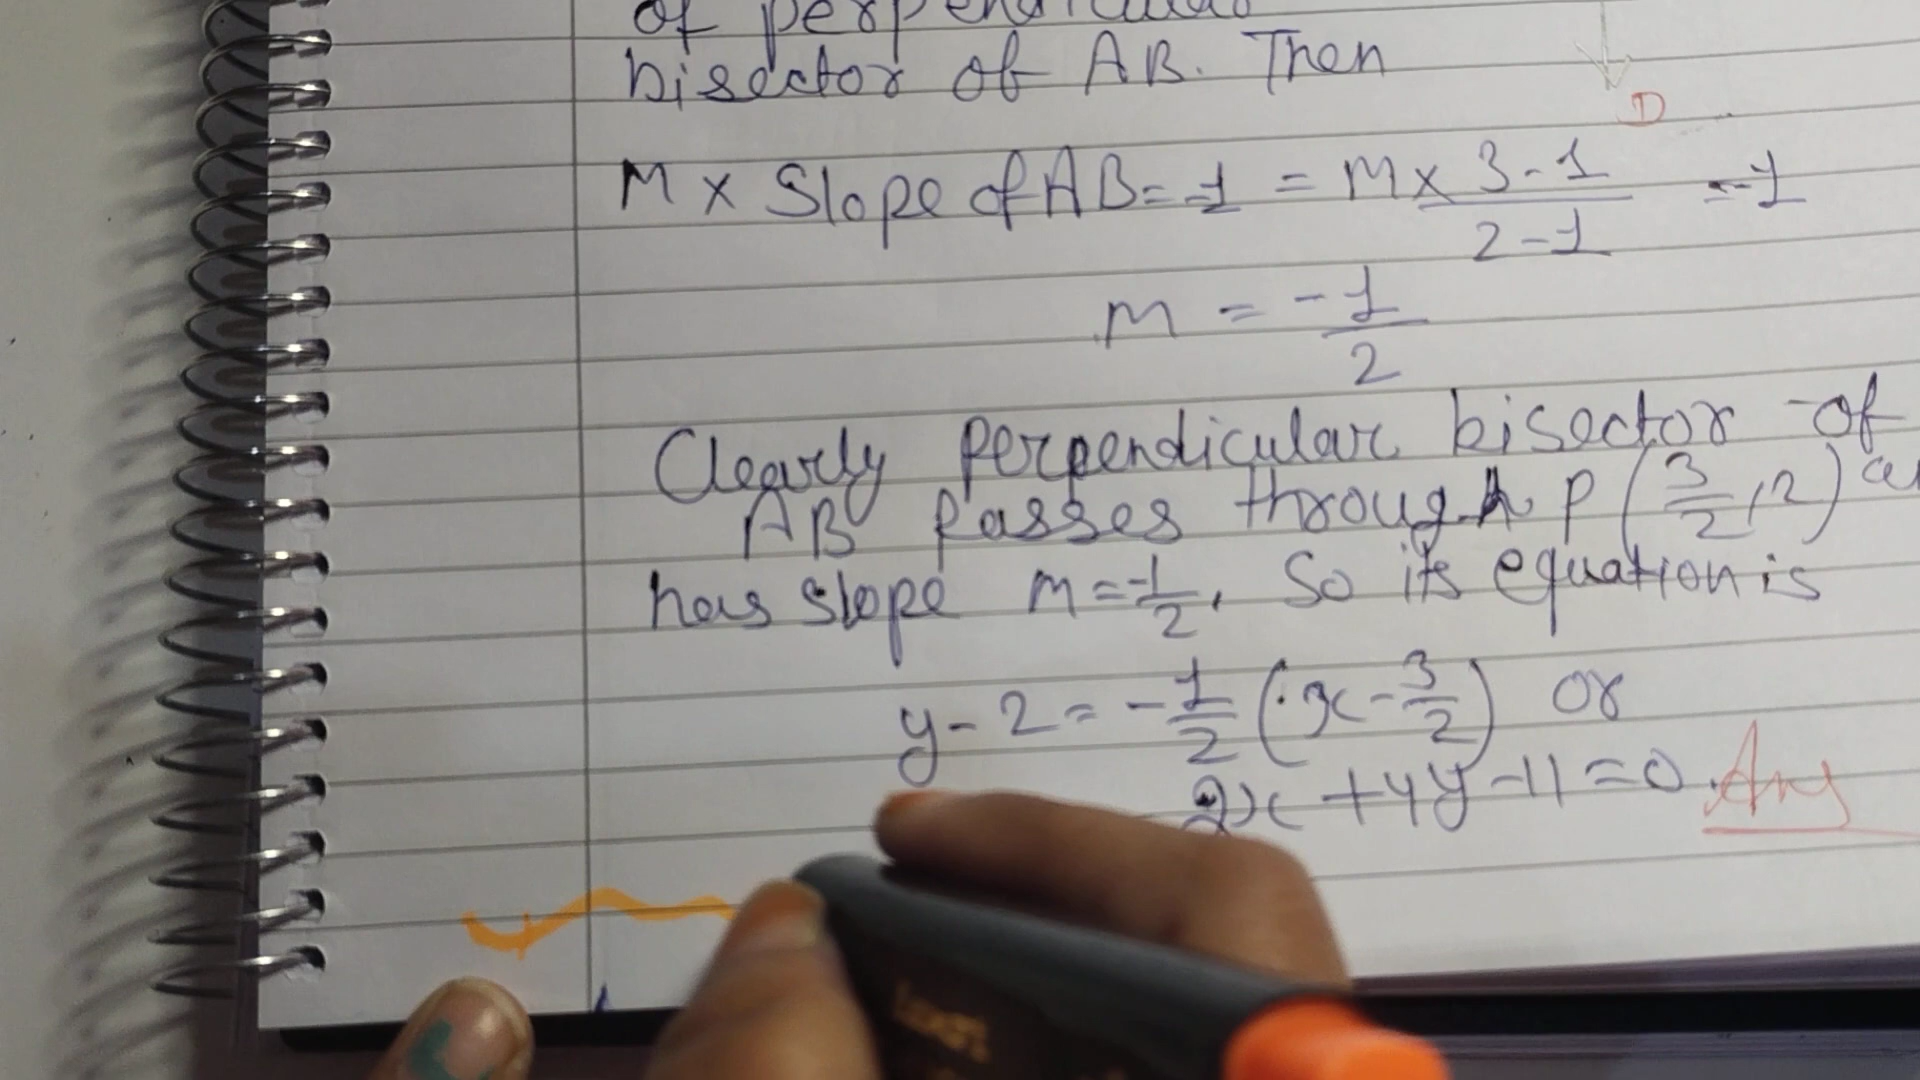 of perpendicular
bisector of AB. Then
D
M × Slope of AB = -1 = M × 3-1/2-1 = -1
m = -1/2
Clearly perpendicular bisector of
AB passes through P (3/2, 2)
has slope m = -1/2, So its equation is
y - 2 = -1/2 (x - 3/2) or
2x + 4y - 11 = 0. Ans